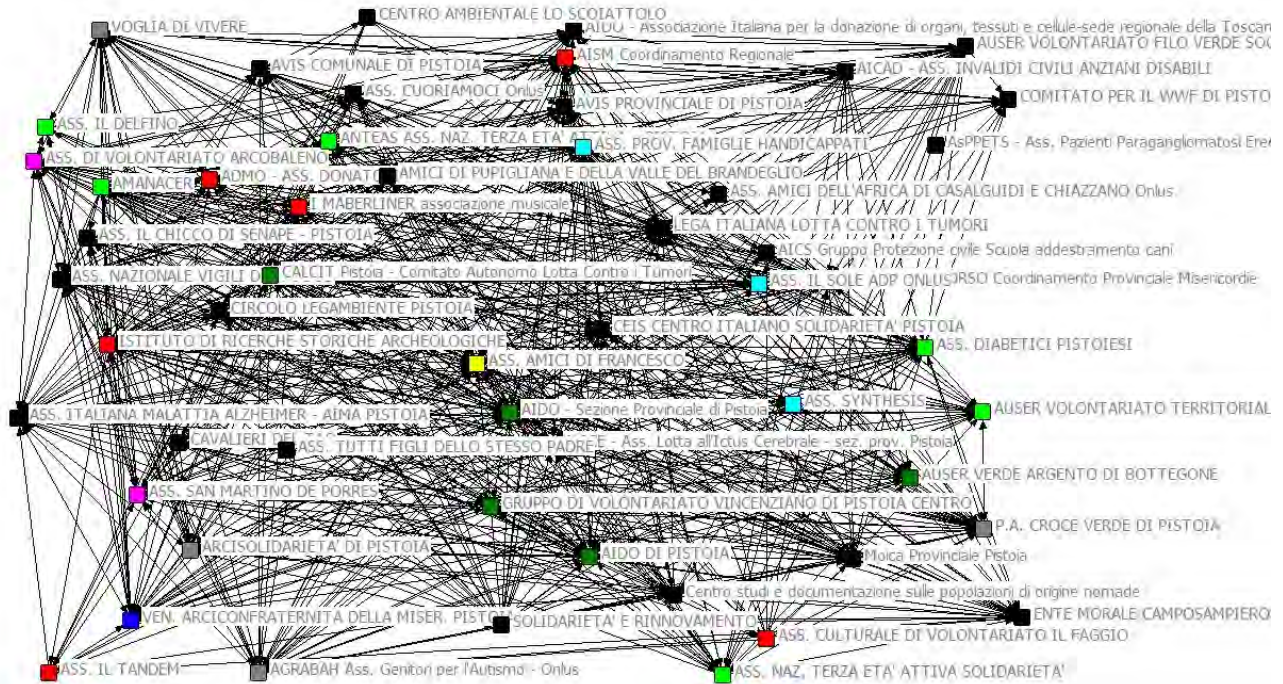 CENTRO AMBIENTALE LO SCOIATTOLO
VOGLIA DI VIVERE
AIDO - Associazione Italiana per la donazione di organi, tessuti e cellule-sede regionale della Toscan
AUSER VOLONTARIATO FILO VERDE SOC
AISM Coordinamento Regionale
AVIS COMUNALE DI PISTOIA
AICAD - ASS. INVALIDI CIVILI ANZIANI DISABILI
ASS. CUORIAMOCI Onlus
COMITATO PER IL WWF DI PISTO
AVIS PROVINCIALE DI PISTOIA
ASS. IL DELFINO
ANTEAS ASS. NAZ. TERZA ETA' ATTIVA
ASS. PROV. FAMIGLIE HANDICAPPATI
AsPPETS - Ass. Pazienti Paragangliomatosi Ere
ASS. DI VOLONTARIATO ARCOBALENO
ADMO - ASS. DONATO
AMICI DI PUPIGLIANA E DELLA VALLE DEL BRANDEGLIO
AMANACER
ASS. AMICI DELL'AFRICA DI CASALGUIDI E CHIAZZANO Onlus
I MABERLINER associazione musicale
LEGA ITALIANA LOTTA CONTRO I TUMORI
ASS. IL CHICCO DI SENAPE - PISTOIA
AICS Gruppo Protezione civile Scuola addestramento cani
ASS. NAZIONALE VIGILI D
CALCIT Pistoia - Comitato Autonomo Lotta Contro i Tumori
ASS. IL SOLE ADP ONLUS
ORSO Coordinamento Provinciale Misericordie
CIRCOLO LEGAMBIENTE PISTOIA
CEIS CENTRO ITALIANO SOLIDARIETA' PISTOIA
ISTITUTO DI RICERCHE STORICHE ARCHEOLOGICHE
ASS. DIABETICI PISTOIESI
ASS. AMICI DI FRANCESCO
ASS. SYNTHESIS
AIDO - Sezione Provinciale di Pistoia
AUSER VOLONTARIATO TERRITORIAL
ASS. ITALIANA MALATTIA ALZHEIMER - AIMA PISTOIA
CAVALIERI DE
E - Ass. Lotta all'Ictus Cerebrale - sez. prov. Pistoia
ASS. TUTTI FIGLI DELLO STESSO PADRE
AUSER VERDE ARGENTO DI BOTTEGONE
ASS. SAN MARTINO DE PORRES
GRUPPO DI VOLONTARIATO VINCENZIANO DI PISTOIA CENTRO
P.A. CROCE VERDE DI PISTOIA
ARCISOLIDARIETA' DI PISTOIA
AIDO DI PISTOIA
Moica Provinciale Pistoia
Centro studi e documentazione sulle popolazioni di origine nomade
VEN. ARCICONFRATERNITA DELLA MISER. PISTOI
SOLIDARIETA' E RINNOVAMENTO
ENTE MORALE CAMPOSAMPIERO
ASS. CULTURALE DI VOLONTARIATO IL FAGGIO
ASS. IL TANDEM
AGRABAH Ass. Genitori per l'Autismo - Onlus
ASS. NAZ. TERZA ETA' ATTIVA SOLIDARIETA'